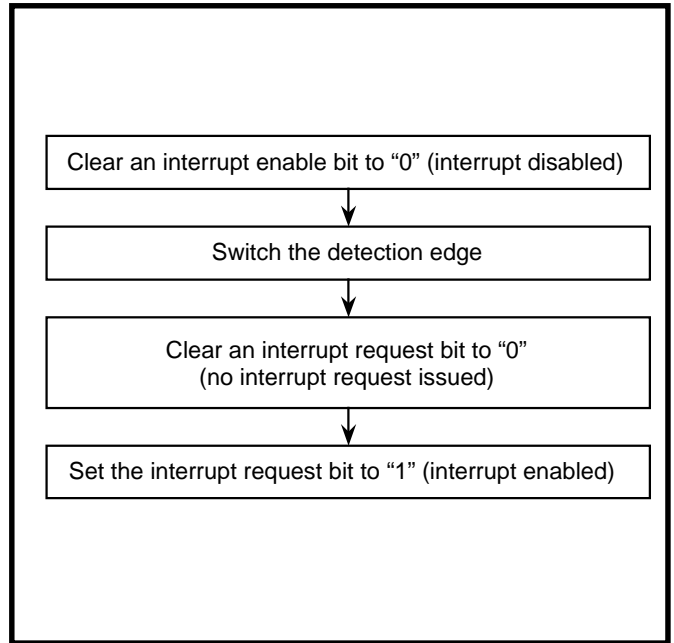 Clear an interrupt enable bit to “0” (interrupt disabled)
Switch the detection edge
Clear an interrupt request bit to “0”
(no interrupt request issued)
Set the interrupt request bit to “1” (interrupt enabled)